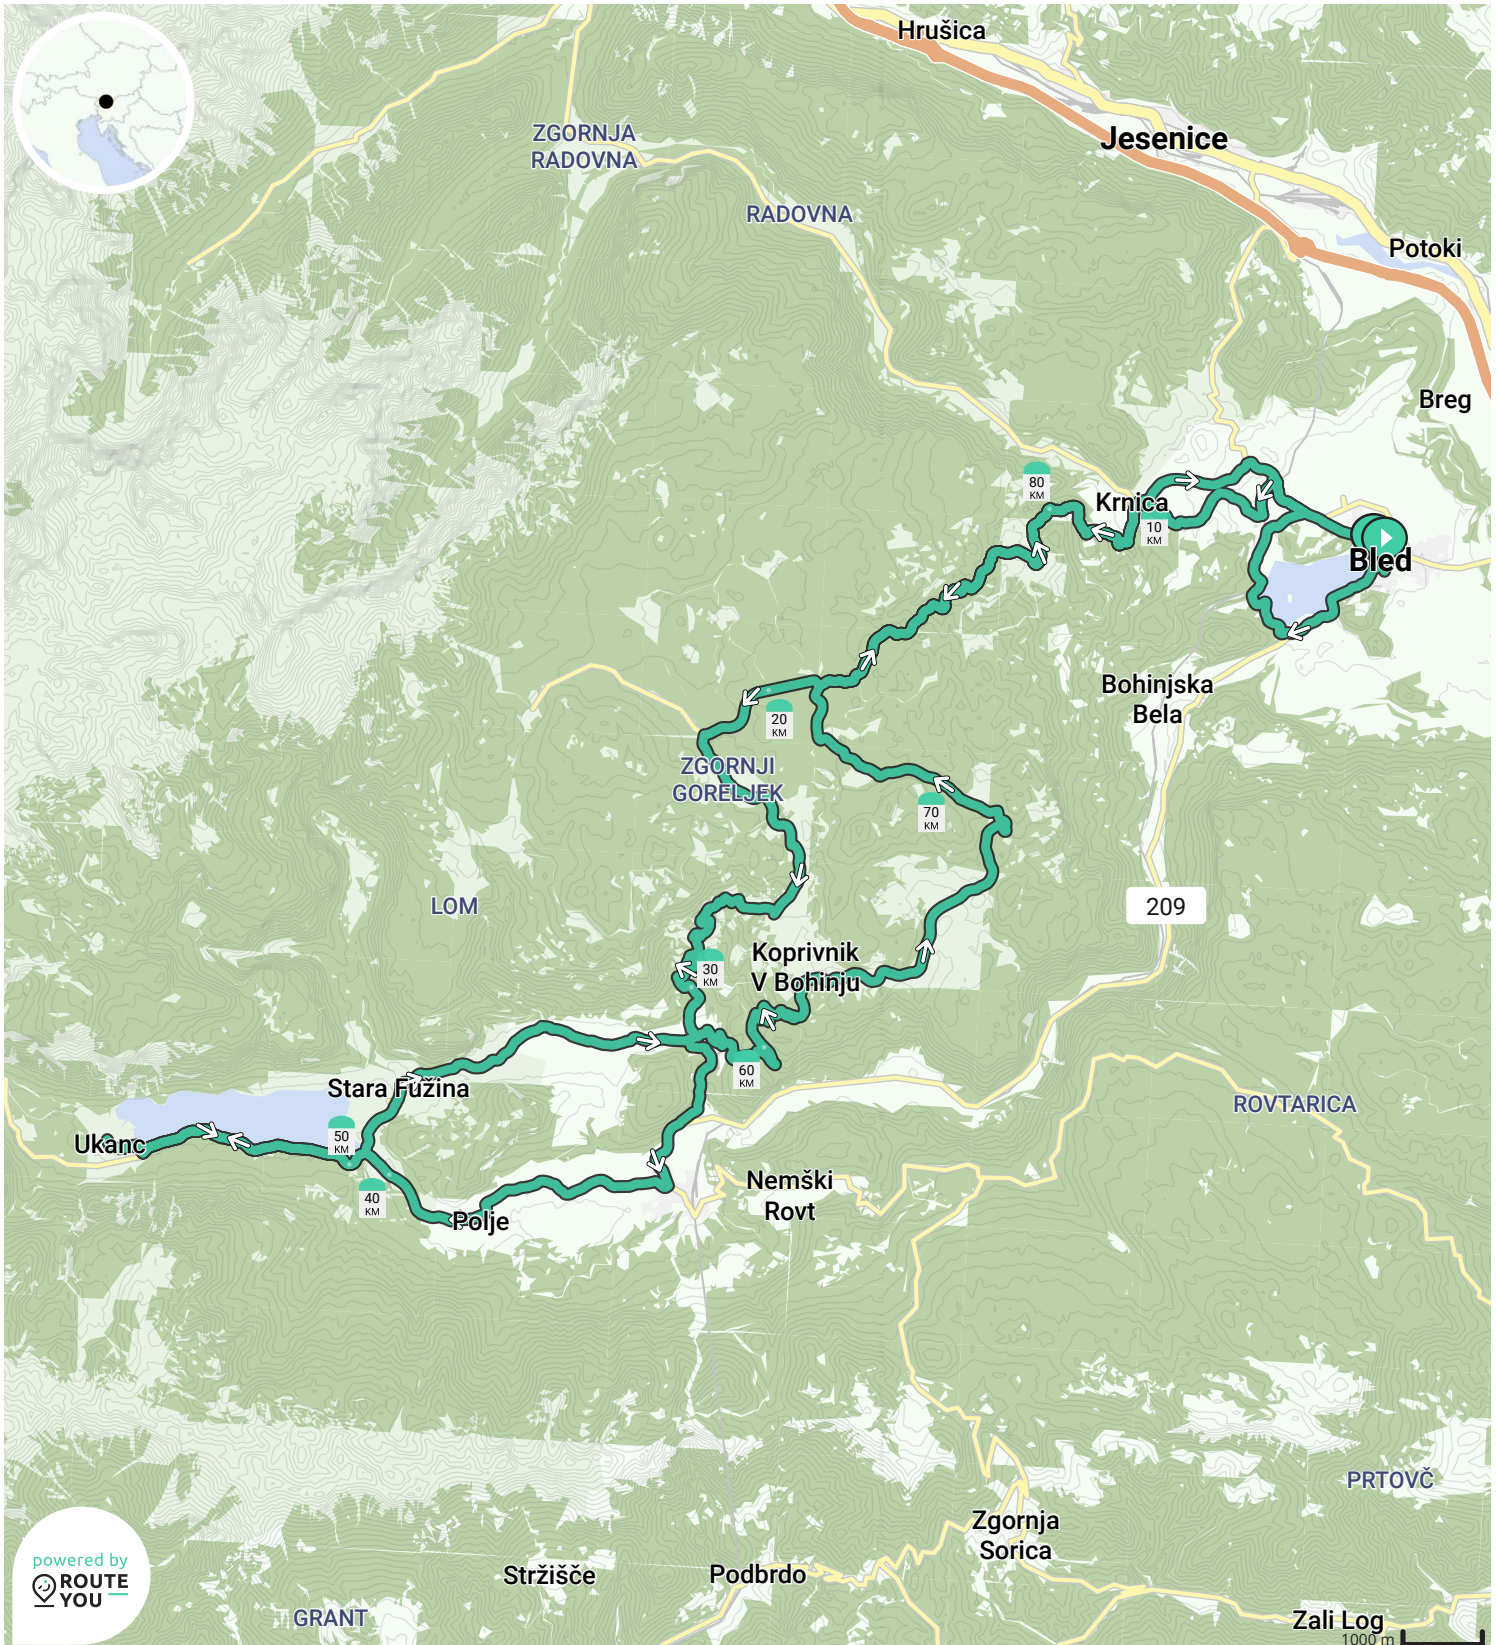 Hrušica
Jesenice
ZGORNJA
RADOVNA
RADOVNA
Potoki
Breg
80
KM
Krnica
10
KM
Bled
Bohinjska
Bela
20
KM
ZGORNJI
GORELJEK
70
KM
LOM
209
Koprivnik
V Bohinju
30
KM
60
KM
Stara Fužina
ROVTARICA
Ukanc
50
KM
40
KM
Nemški
Rovt
Polje
PRTOVČ
Zgornja
Sorica
powered by
ROUTE
YOU
Stržišče
Podbrdo
GRANT
Zali Log
1000 m